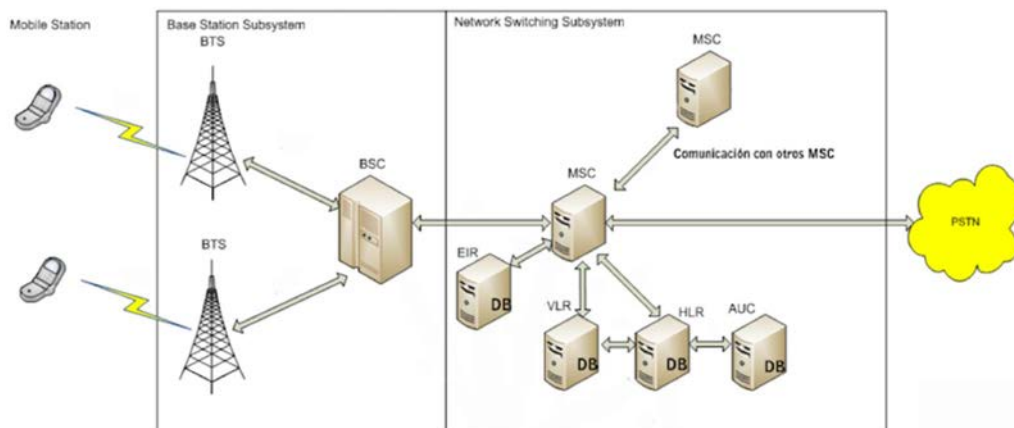 Mobile Station
Base Station Subsystem
Network Switching Subsystem
BTS
MSC
BSC
Comunicación con otros MSC
MSC
PSTN
BTS
EIR
DB
VLR
HLR
AUC
DB
DB
DB